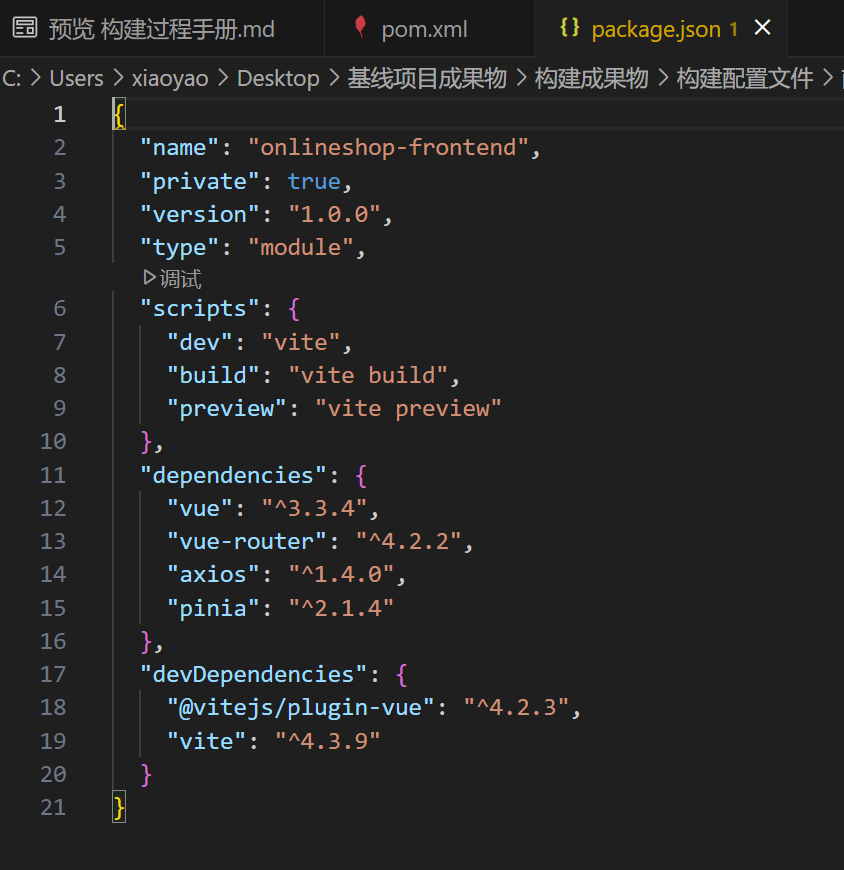 预览 构建过程手册.md pom.xml {} package.json 1 ×
C: > Users > xiaoyao > Desktop > 基线项目成果物 > 构建成果物 > 构建配置文件 >
1 {
2 "name": "onlineshop-frontend",
3 "private": true,
4 "version": "1.0.0",
5 "type": "module",
调试
6 "scripts": {
7 "dev": "vite",
8 "build": "vite build",
9 "preview": "vite preview"
10 },
11 "dependencies": {
12 "vue": "^3.3.4",
13 "vue-router": "^4.2.2",
14 "axios": "^1.4.0",
15 "pinia": "^2.1.4"
16 },
17 "devDependencies": {
18 "@vitejs/plugin-vue": "^4.2.3",
19 "vite": "^4.3.9"
20 }
21 }